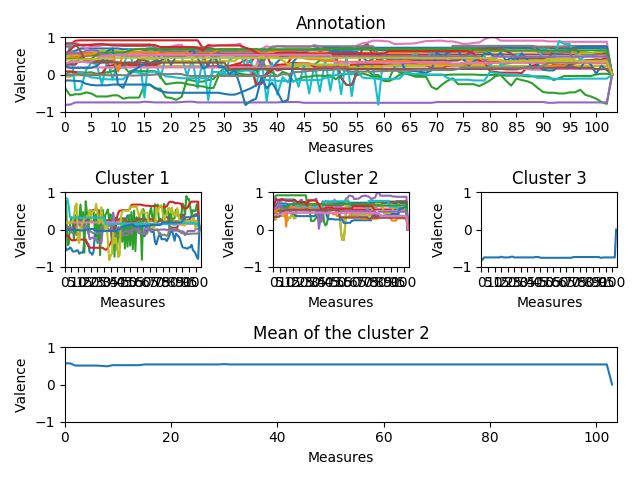 Annotation
Valence
1
0
−1
0 5 10 15 20 25 30 35 40 45 50 55 60 65 70 75 80 85 90 95 100
Measures
Cluster 1 Cluster 2 Cluster 3
Valence Valence Valence
1 1 1
0 0 0
−1 −1 −1
Measures Measures Measures
Mean of the cluster 2
Valence
1
0
−1
0 20 40 60 80 100
Measures